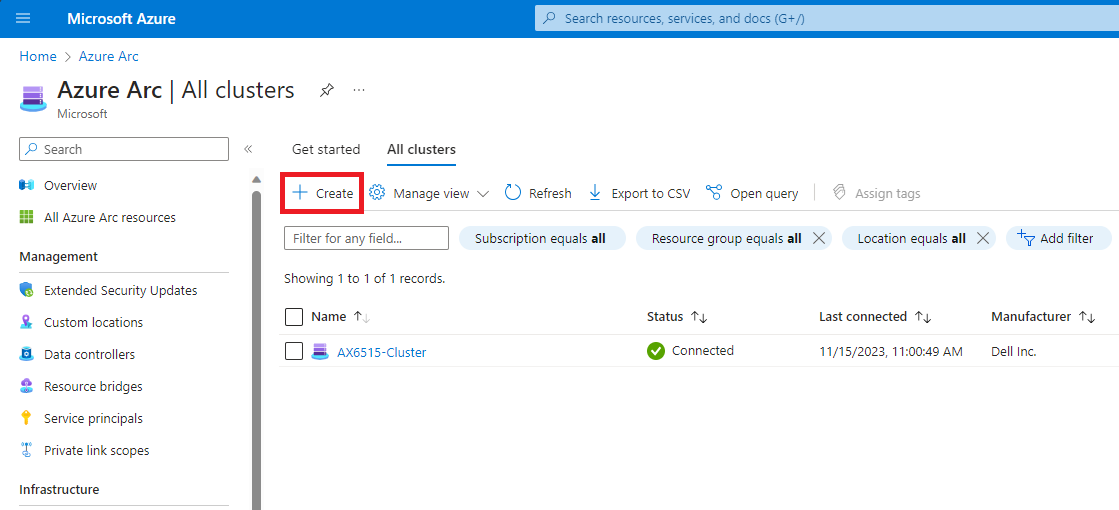 Microsoft Azure
Search resources, services, and docs (G+/)
Home > Azure Arc
Azure Arc | All clusters
Microsoft
Search
Overview
All Azure Arc resources
Management
Extended Security Updates
Custom locations
Data controllers
Resource bridges
Service principals
Private link scopes
Infrastructure
Get started All clusters
Create Manage view Refresh Export to CSV Open query Assign tags
Filter for any field... Subscription equals all Resource group equals all Location equals all Add filter
Showing 1 to 1 of 1 records.
Name Status Last connected Manufacturer
AX6515-Cluster Connected 11/15/2023, 11:00:49 AM Dell Inc.